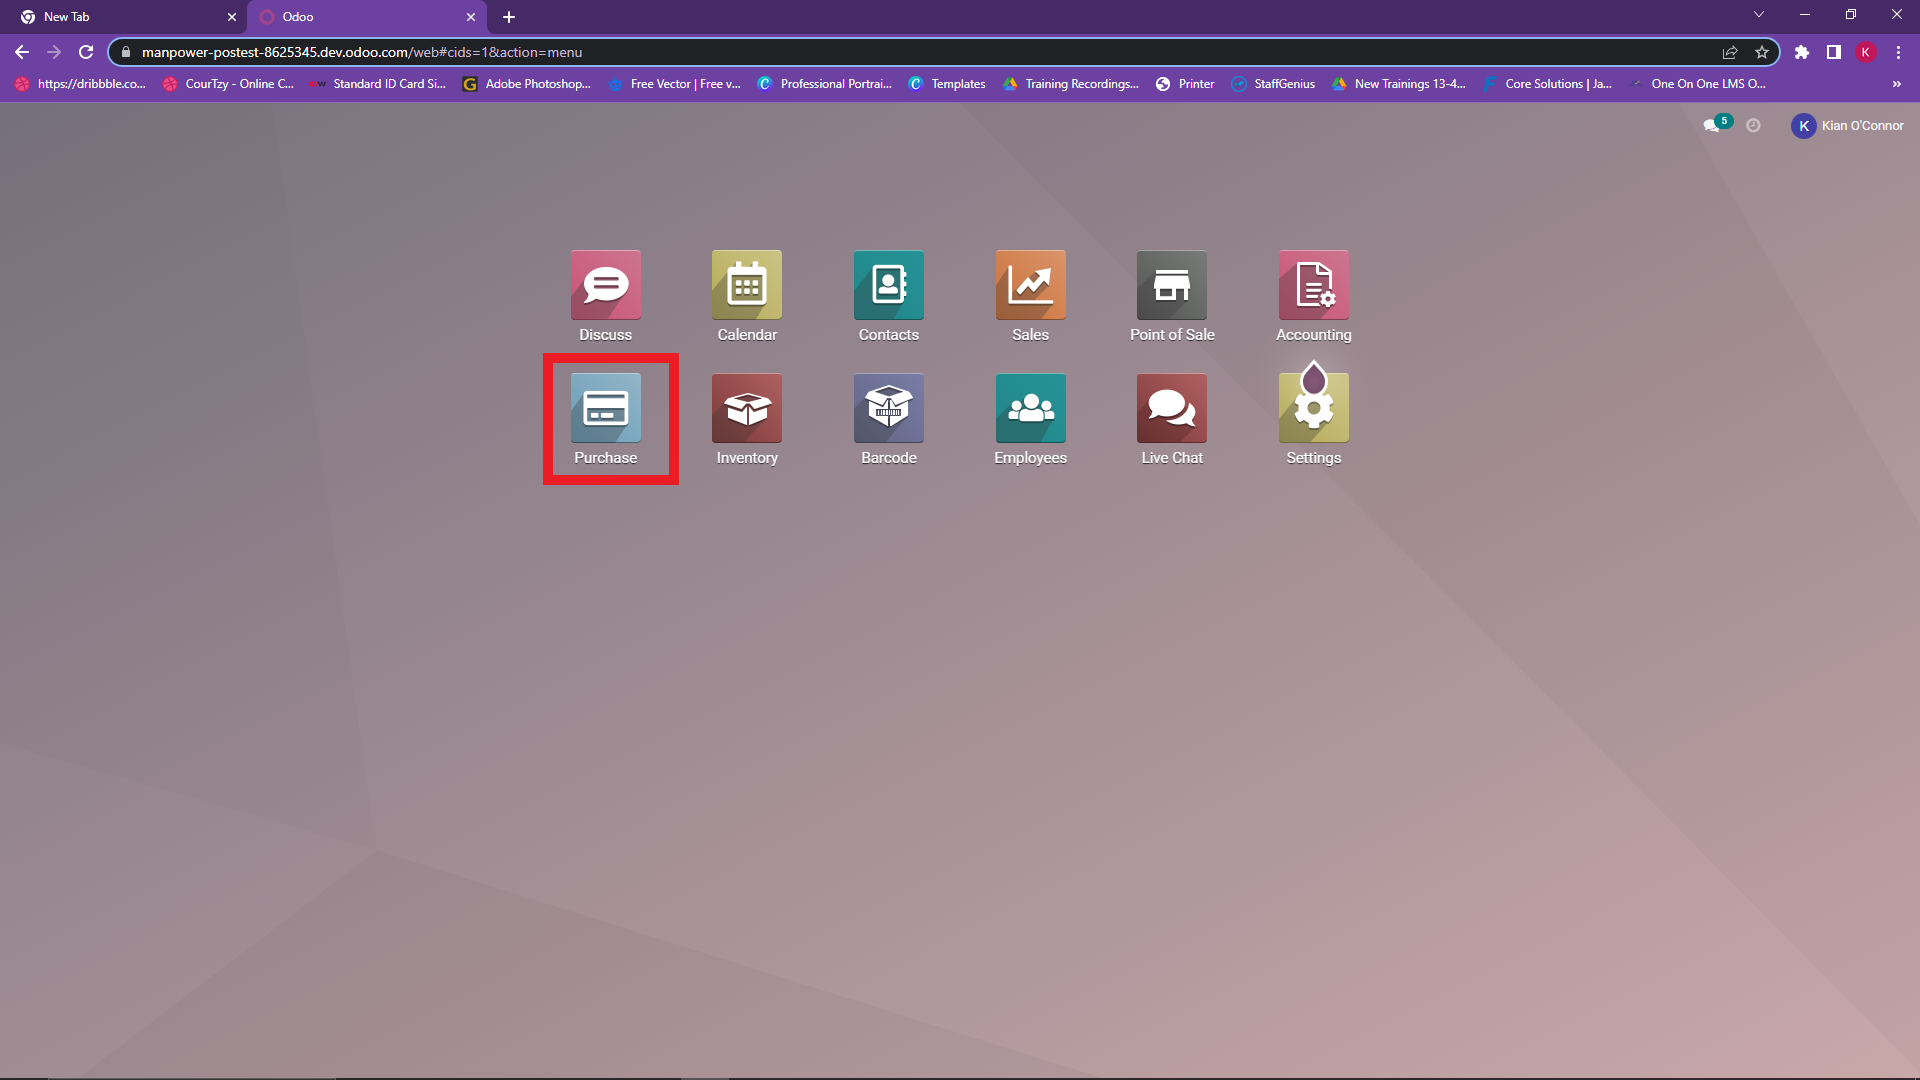 New Tab
Odoo
manpower-postest-8625345.dev.odoo.com/web#cids=1&action=menu
K
https://dribbble.co...
CourTzy - Online C...
Standard ID Card Si...
Adobe Photoshop...
Free Vector | Free v...
Professional Portrai...
Templates
Training Recordings...
Printer
StaffGenius
New Trainings 13-4...
Core Solutions | Ja...
One On One LMS O...
»
5
K
Kian O'Connor
Discuss
Calendar
Contacts
Sales
Point of Sale
Accounting
Purchase
Inventory
Barcode
Employees
Live Chat
Settings